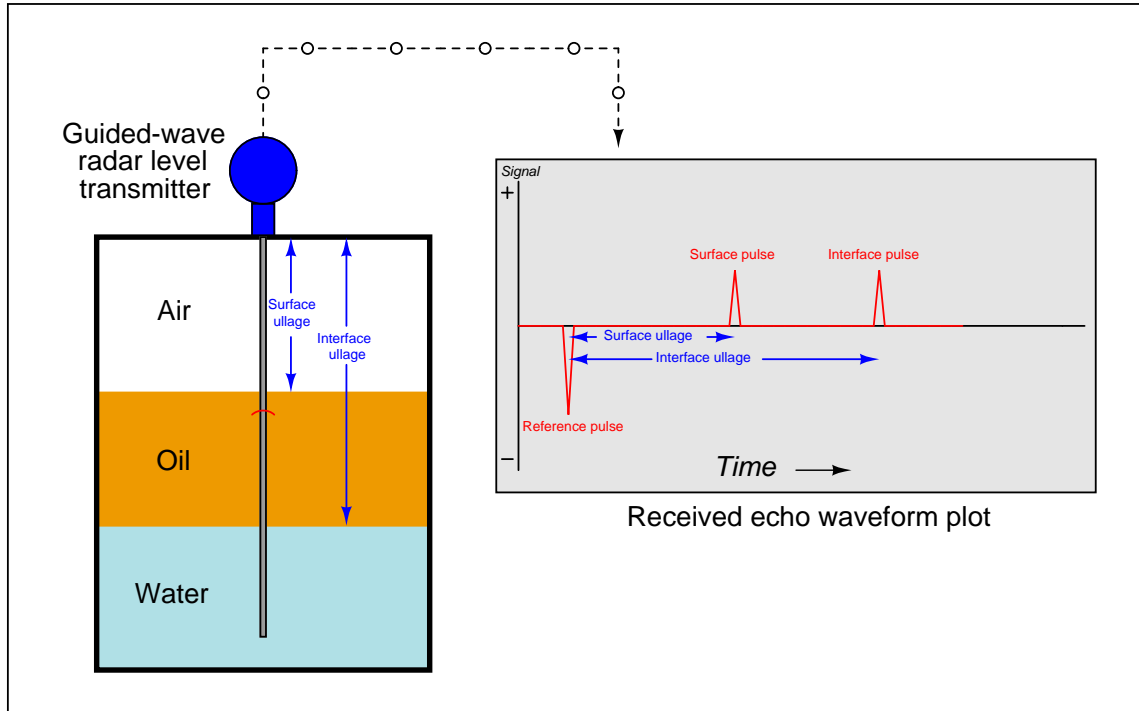 Guided-wave
radar level
transmitter
Air
Surface
ullage
Interface
ullage
Oil
Water
Signal
+
Surface pulse
Interface pulse
Surface ullage
Interface ullage
Reference pulse
–
Time
Received echo waveform plot